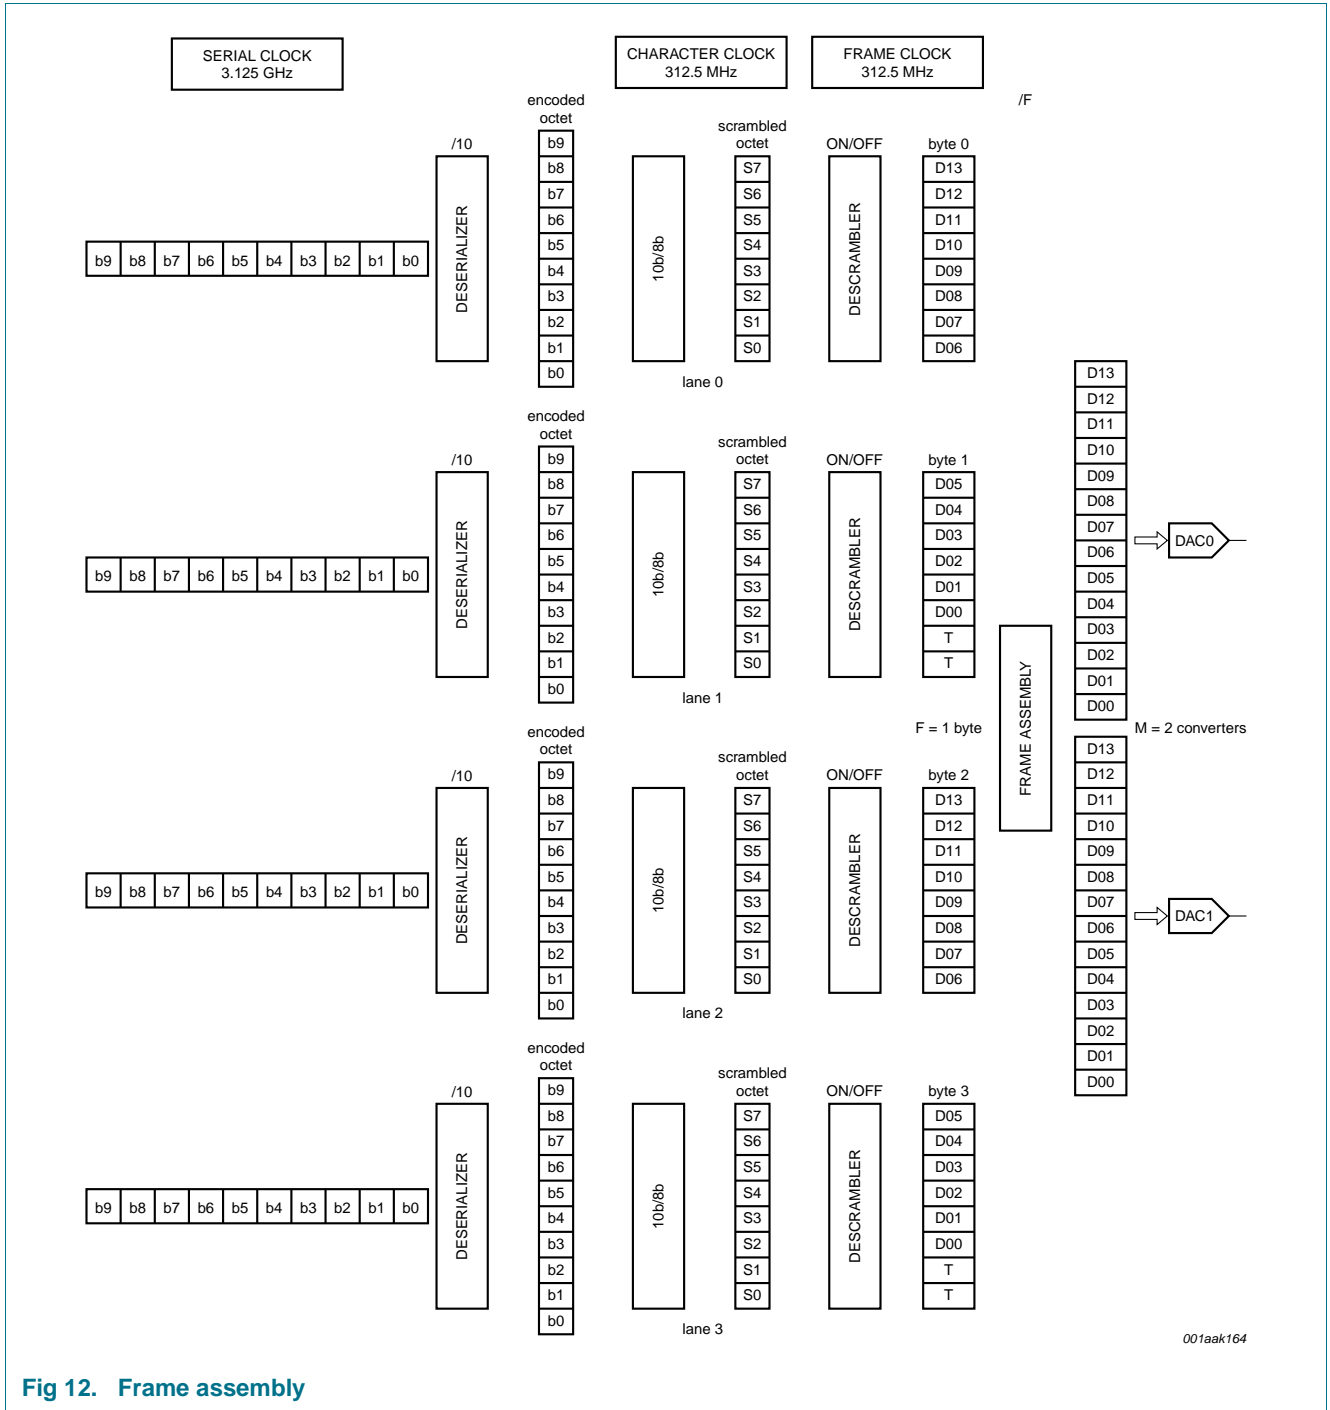 SERIAL CLOCK
3.125 GHz
CHARACTER CLOCK
312.5 MHz
FRAME CLOCK
312.5 MHz
/F
encoded
octet
scrambled
octet
/10
ON/OFF
byte 0
b9 b8 b7 b6 b5 b4 b3 b2 b1 b0
DESERIALIZER
b9
b8
b7
b6
b5
b4
b3
b2
b1
b0
10b/8b
lane 0
S7
S6
S5
S4
S3
S2
S1
S0
DESCRAMBLER
D13
D12
D11
D10
D09
D08
D07
D06
encoded
octet
scrambled
octet
/10
ON/OFF
byte 1
b9 b8 b7 b6 b5 b4 b3 b2 b1 b0
DESERIALIZER
b9
b8
b7
b6
b5
b4
b3
b2
b1
b0
10b/8b
lane 1
S7
S6
S5
S4
S3
S2
S1
S0
DESCRAMBLER
D05
D04
D03
D02
D01
D00
T
T
F = 1 byte
encoded
octet
scrambled
octet
/10
ON/OFF
byte 2
b9 b8 b7 b6 b5 b4 b3 b2 b1 b0
DESERIALIZER
b9
b8
b7
b6
b5
b4
b3
b2
b1
b0
10b/8b
lane 2
S7
S6
S5
S4
S3
S2
S1
S0
DESCRAMBLER
D13
D12
D11
D10
D09
D08
D07
D06
encoded
octet
scrambled
octet
/10
ON/OFF
byte 3
b9 b8 b7 b6 b5 b4 b3 b2 b1 b0
DESERIALIZER
b9
b8
b7
b6
b5
b4
b3
b2
b1
b0
10b/8b
lane 3
S7
S6
S5
S4
S3
S2
S1
S0
DESCRAMBLER
D05
D04
D03
D02
D01
D00
T
T
FRAME ASSEMBLY
D13
D12
D11
D10
D09
D08
D07
D06
D05
D04
D03
D02
D01
D00
DAC0
M = 2 converters
D13
D12
D11
D10
D09
D08
D07
D06
D05
D04
D03
D02
D01
D00
DAC1
001aak164
Fig 12. Frame assembly